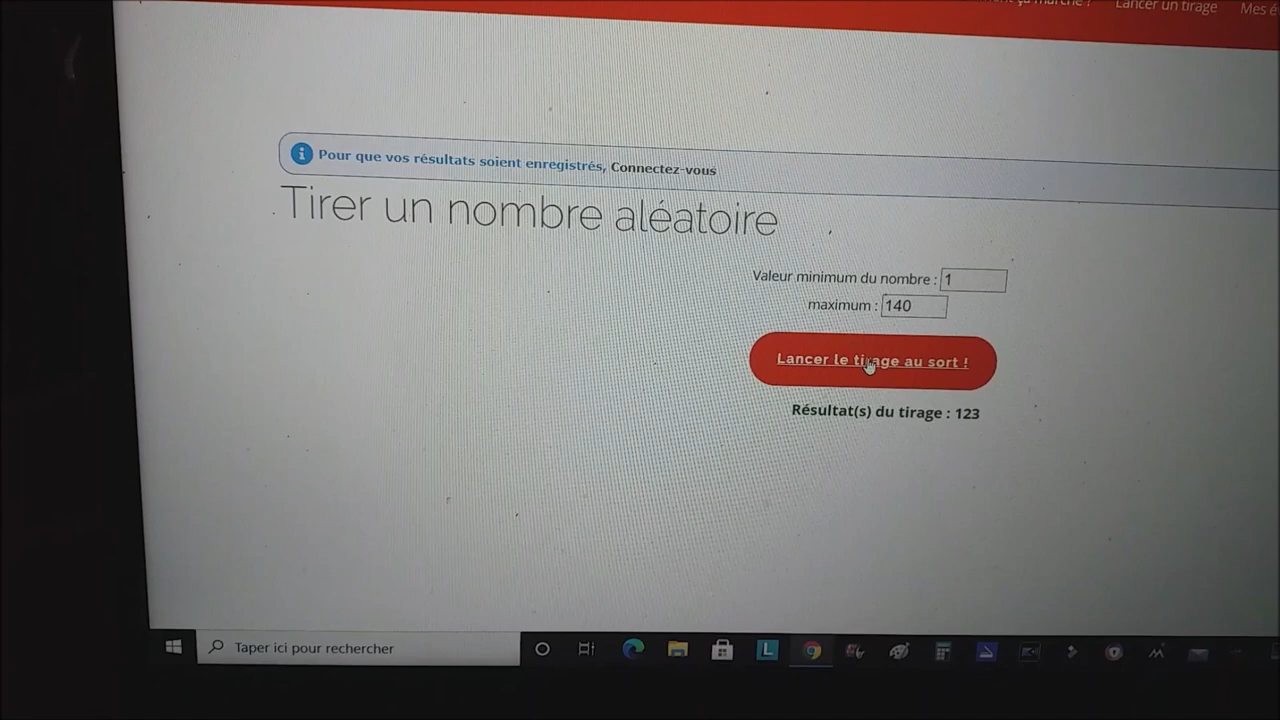 Lancer un tirage
Pour que vos résultats soient enregistrés, Connectez-vous
Tirer un nombre aléatoire
Valeur minimum du nombre : 1
maximum : 140
Lancer le tirage au sort !
Résultat(s) du tirage : 123
Taper ici pour rechercher
L